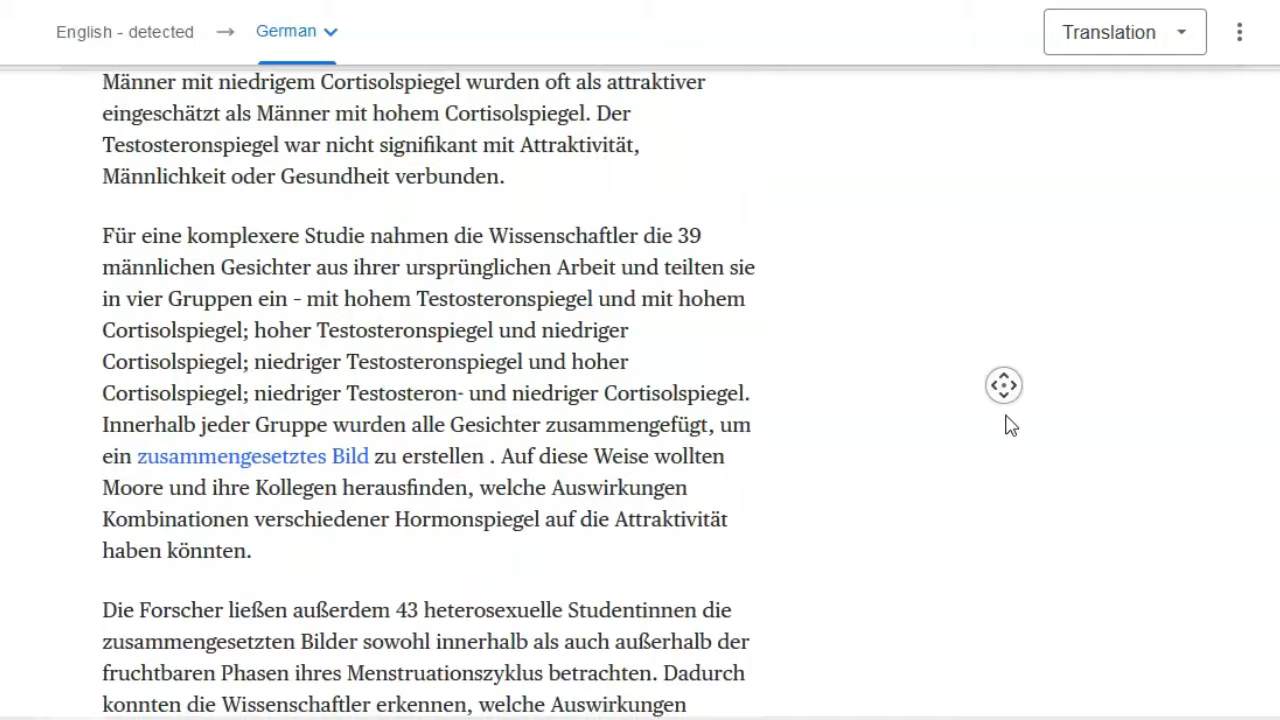 English - detected → German
Translation
Männer mit niedrigem Cortisolspiegel wurden oft als attraktiver
eingeschätzt als Männer mit hohem Cortisolspiegel. Der
Testosteronspiegel war nicht signifikant mit Attraktivität,
Männlichkeit oder Gesundheit verbunden.
Für eine komplexere Studie nahmen die Wissenschaftler die 39
männlichen Gesichter aus ihrer ursprünglichen Arbeit und teilten sie
in vier Gruppen ein – mit hohem Testosteronspiegel und mit hohem
Cortisolspiegel; hoher Testosteronspiegel und niedriger
Cortisolspiegel; niedriger Testosteronspiegel und hoher
Cortisolspiegel; niedriger Testosteron- und niedriger Cortisolspiegel.
Innerhalb jeder Gruppe wurden alle Gesichter zusammengefügt, um
ein zusammengesetztes Bild zu erstellen . Auf diese Weise wollten
Moore und ihre Kollegen herausfinden, welche Auswirkungen
Kombinationen verschiedener Hormonspiegel auf die Attraktivität
haben könnten.
Die Forscher ließen außerdem 43 heterosexuelle Studentinnen die
zusammengesetzten Bilder sowohl innerhalb als auch außerhalb der
fruchtbaren Phasen ihres Menstruationszyklus betrachten. Dadurch
konnten die Wissenschaftler erkennen, welche Auswirkungen